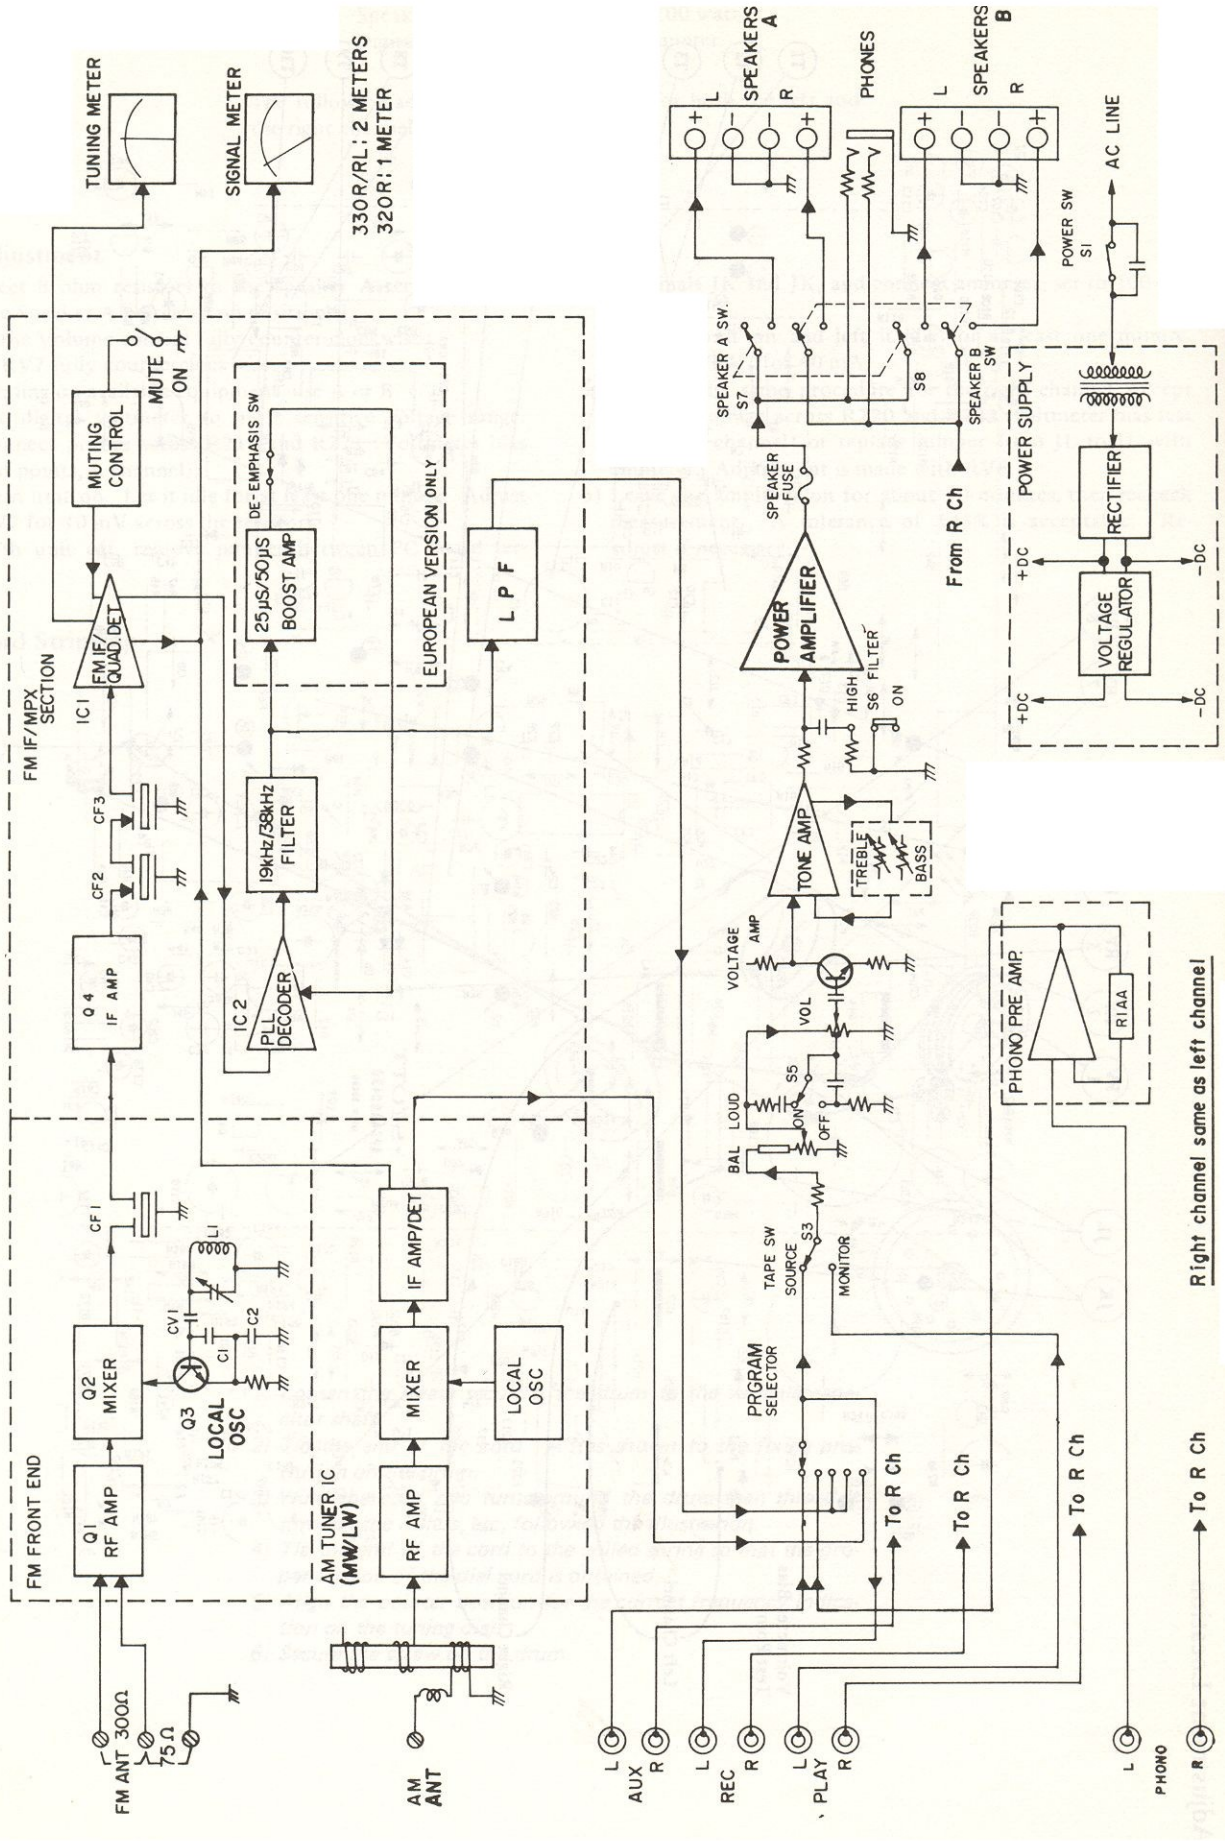 FM ANT 300Ω
75Ω
FM FRONT END
Q1
RF AMP
Q2
MIXER
Q3
LOCAL
OSC
CV1
C1
C2
L1
CF1
FM IF/MPX
SECTION
Q4
IF AMP
CF2
CF3
IC1
FM IF/
QUAD. DET
MUTING
CONTROL
MUTE
ON
TUNING METER
SIGNAL METER
330R/RL: 2 METERS
320R: 1 METER
IC2
PLL
DECODER
19kHz/38kHz
FILTER
25µS/50µS
BOOST AMP
DE EMPHASIS SW
EUROPEAN VERSION ONLY
L P F
AM
ANT
AM TUNER IC
(MW/LW)
RF AMP
MIXER
LOCAL
OSC
IF AMP/DET
L
AUX
R
L
REC
R
L
PLAY
R
L
PHONO
R
To R Ch
To R Ch
To R Ch
To R Ch
PRGRAM
SELECTOR
TAPE SW
SOURCE
S3
MONITOR
BAL
LOUD
ON
OFF
S5
VOL
VOLTAGE
AMP
TONE AMP
TREBLE
BASS
HIGH
S6 FILTER
ON
POWER
AMPLIFIER
SPEAKER
FUSE
From R Ch
SPEAKER A SW.
S7
S8
SPEAKER B
SW
L
SPEAKERS
A
R
+
−
−
+
PHONES
L
SPEAKERS
B
R
+
−
−
+
PHONO PRE AMP.
RIAA
Right channel same as left channel
POWER SUPPLY
+DC
+DC
VOLTAGE
REGULATOR
RECTIFIER
-DC
-DC
POWER SW
S1
AC LINE